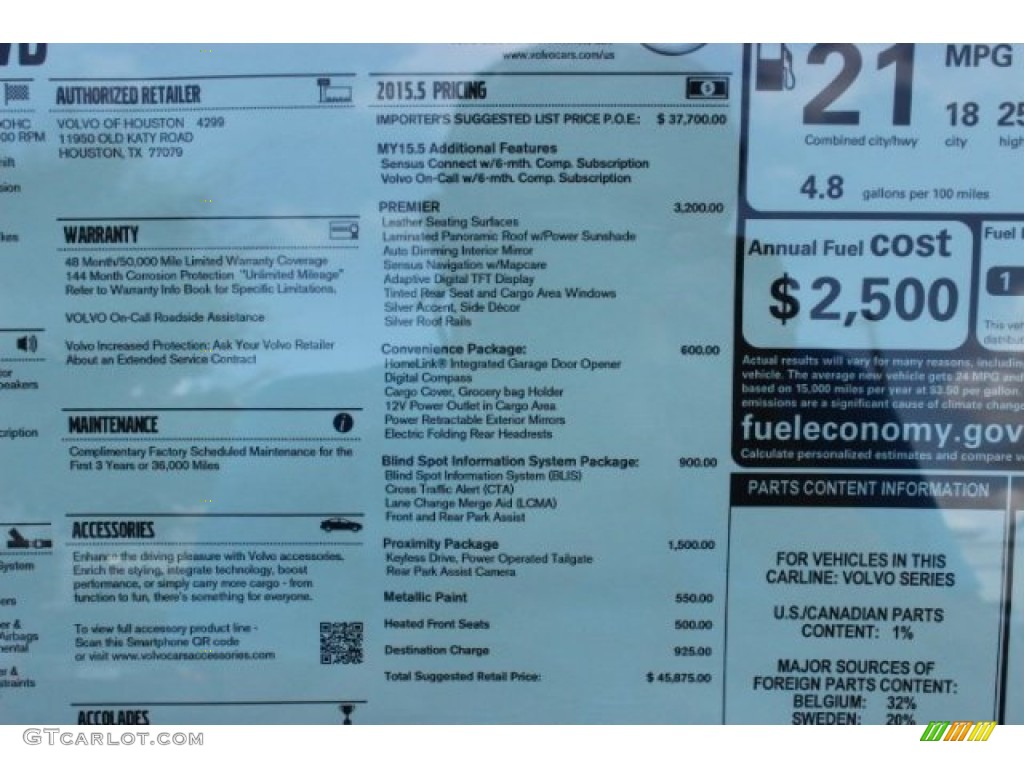 www.volvocars.com/us
AUTHORIZED RETAILER
VOLVO OF HOUSTON 4299
11950 OLD KATY ROAD
HOUSTON, TX 77079
WARRANTY
48 Month/50,000 Mile Limited Warranty Coverage
144 Month Corrosion Protection "Unlimited Mileage"
Refer to Warranty Info Book for Specific Limitations.
VOLVO On-Call Roadside Assistance
Volvo Increased Protection: Ask Your Volvo Retailer
About an Extended Service Contract
MAINTENANCE
Complimentary Factory Scheduled Maintenance for the
First 3 Years or 36,000 Miles
ACCESSORIES
Enhance the driving pleasure with Volvo accessories.
Enrich the styling, integrate technology, boost
performance, or simply carry more cargo - from
function to fun, there's something for everyone.
To view full accessory product line -
Scan this Smartphone QR code
or visit www.volvocarsaccessories.com
ACCOLADES
2015.5 PRICING
IMPORTER'S SUGGESTED LIST PRICE P.O.E.: $ 37,700.00
MY15.5 Additional Features
Sensus Connect w/6-mth. Comp. Subscription
Volvo On-Call w/6-mth. Comp. Subscription
PREMIER 3,200.00
Leather Seating Surfaces
Laminated Panoramic Roof w/Power Sunshade
Auto Dimming Interior Mirror
Sensus Navigation w/Mapcare
Adaptive Digital TFT Display
Tinted Rear Seat and Cargo Area Windows
Silver Accent, Side Décor
Silver Roof Rails
Convenience Package: 600.00
HomeLink® Integrated Garage Door Opener
Digital Compass
Cargo Cover, Grocery bag Holder
12V Power Outlet in Cargo Area
Power Retractable Exterior Mirrors
Electric Folding Rear Headrests
Blind Spot Information System Package: 900.00
Blind Spot Information System (BLIS)
Cross Traffic Alert (CTA)
Lane Change Merge Aid (LCMA)
Front and Rear Park Assist
Proximity Package 1,500.00
Keyless Drive, Power Operated Tailgate
Rear Park Assist Camera
Metallic Paint 550.00
Heated Front Seats 500.00
Destination Charge 925.00
Total Suggested Retail Price: $ 45,875.00
21 MPG
Combined city/hwy
18
city
4.8 gallons per 100 miles
Annual Fuel COST
$2,500
Fuel
1
This
Actual results will vary for many reasons, including
vehicle. The average new vehicle gets 24 MPG and
based on 15,000 miles per year at $3.50 per gallon.
emissions are a significant cause of climate change
fueleconomy.gov
Calculate personalized estimates and compare
PARTS CONTENT INFORMATION
FOR VEHICLES IN THIS
CARLINE: VOLVO SERIES
U.S./CANADIAN PARTS
CONTENT: 1%
MAJOR SOURCES OF
FOREIGN PARTS CONTENT:
BELGIUM: 32%
SWEDEN: 20%
GTcarlot.com